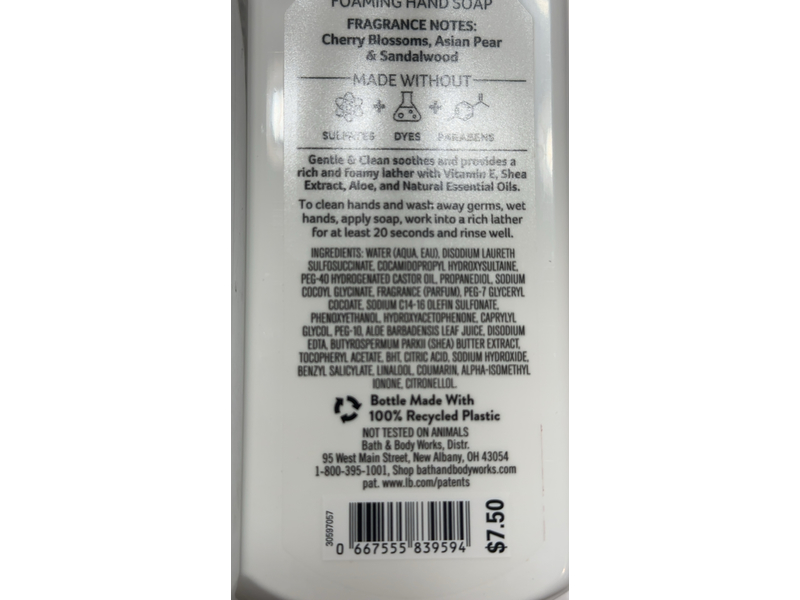 FOAMING HAND SOAP
FRAGRANCE NOTES:
Cherry Blossoms, Asian Pear
& Sandalwood
MADE WITHOUT
SULFATES DYES PARABENS
Gentle & Clean soothes and provides a
rich and foamy lather with Vitamin E, Shea
Extract, Aloe, and Natural Essential Oils.
To clean hands and wash away germs, wet
hands, apply soap, work into a rich lather
for at least 20 seconds and rinse well.
INGREDIENTS: WATER (AQUA, EAU), DISODIUM LAURETH
SULFOSUCCINATE, COCAMIDOPROPYL HYDROXYSULTAINE,
PEG-40 HYDROGENATED CASTOR OIL, PROPANEDIOL, SODIUM
COCOYL GLYCINATE, FRAGRANCE (PARFUM), PEG-7 GLYCERYL
COCOATE, SODIUM C14-16 OLEFIN SULFONATE,
PHENOXYETHANOL, HYDROXYACETOPHENONE, CAPRYLYL
GLYCOL, PEG-10, ALOE BARBADENSIS LEAF JUICE, DISODIUM
EDTA, BUTYROSPERMUM PARKII (SHEA) BUTTER EXTRACT,
TOCOPHERYL ACETATE, BHT, CITRIC ACID, SODIUM HYDROXIDE,
BENZYL SALICYLATE, LINALOOL, COUMARIN, ALPHA-ISOMETHYL
IONONE, CITRONELLOL.
Bottle Made With
100% Recycled Plastic
NOT TESTED ON ANIMALS
Bath & Body Works, Distr.
95 West Main Street, New Albany, OH 43054
1-800-395-1001, Shop bathandbodyworks.com
pat. www.lb.com/patents
30597057
0 667555 839594
$7.50